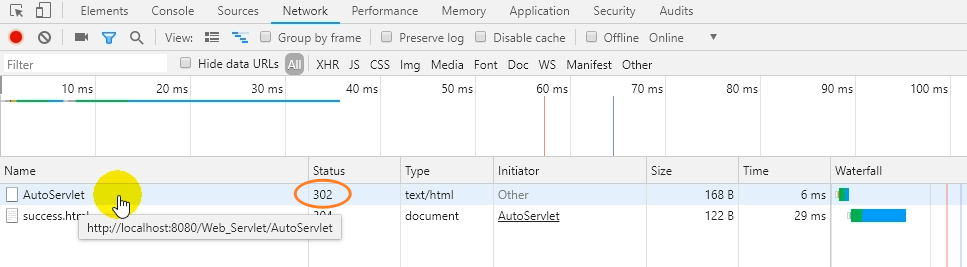 Elements Console Sources Network Performance Memory Application Security Audits
View: Group by frame Preserve log Disable cache Offline Online
Filter Hide data URLs All XHR JS CSS Img Media Font Doc WS Manifest Other
10 ms 20 ms 30 ms 40 ms 50 ms 60 ms 70 ms 80 ms 90 ms 100 ms
Name Status Type Initiator Size Time Waterfall
AutoServlet 302 text/html Other 168 B 6 ms
success.html 304 document AutoServlet 122 B 29 ms
http://localhost:8080/Web_Servlet/AutoServlet